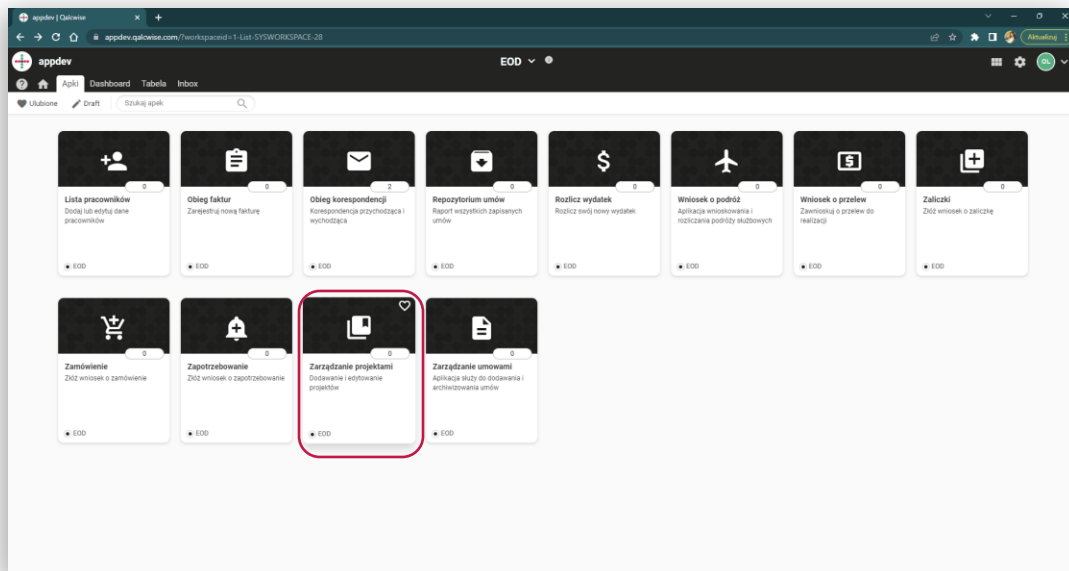 appdev | Qalcwise
appdev.qalcwise.com/?workspaceid=1-List-SYSWORKSPACE-28
Aktualizuj
appdev
EOD
OL
Apki Dashboard Tabela Inbox
Ulubione Draft Szukaj apek
0 0 2 0 0 0 0 0
Lista pracowników
Dodaj lub edytuj dane
pracowników
EOD
Obieg faktur
Zarejestruj nową fakturę
EOD
Obieg korespondencji
Korespondencja przychodząca i
wychodząca
EOD
Repozytorium umów
Raport wszystkich zapisanych
umów
EOD
Rozlicz wydatek
Rozlicz swój nowy wydatek
EOD
Wniosek o podróż
Aplikacja wnioskowania i
rozliczania podróży służbowych
EOD
Wniosek o przelew
Zawnioskuj o przelew do
realizacji
EOD
Zaliczki
Złóż wniosek o zaliczkę
EOD
0 0 0 0
Zamówienie
Złóż wniosek o zamówienie
EOD
Zapotrzebowanie
Złóż wniosek o zapotrzebowanie
EOD
Zarządzanie projektami
Dodawanie i edytowanie
projektów
EOD
Zarządzanie umowami
Aplikacja służy do dodawania i
archiwizowania umów
EOD